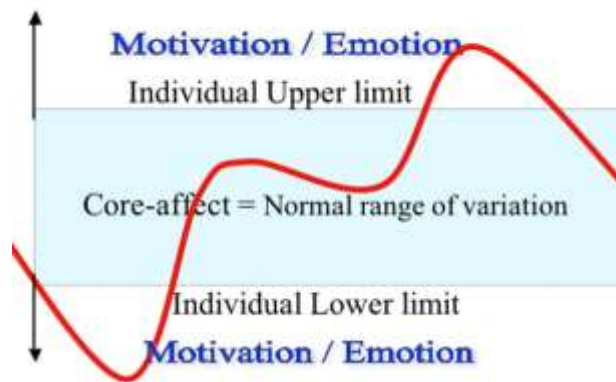 Motivation / Emotion
Individual Upper limit
Core-affect = Normal range of variation
Individual Lower limit
Motivation / Emotion